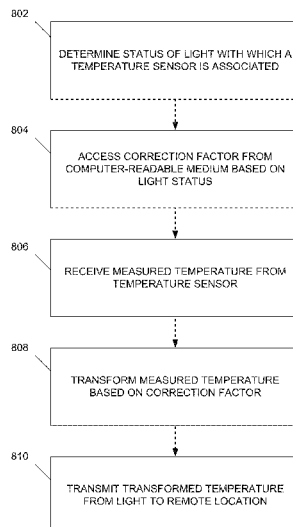 802
DETERMINE STATUS OF LIGHT WITH WHICH A
TEMPERATURE SENSOR IS ASSOCIATED
804
ACCESS CORRECTION FACTOR FROM
COMPUTER-READABLE MEDIUM BASED ON
LIGHT STATUS
806
RECEIVE MEASURED TEMPERATURE FROM
TEMPERATURE SENSOR
808
TRANSFORM MEASURED TEMPERATURE
BASED ON CORRECTION FACTOR
810
TRANSMIT TRANSFORMED TEMPERATURE
FROM LIGHT TO REMOTE LOCATION